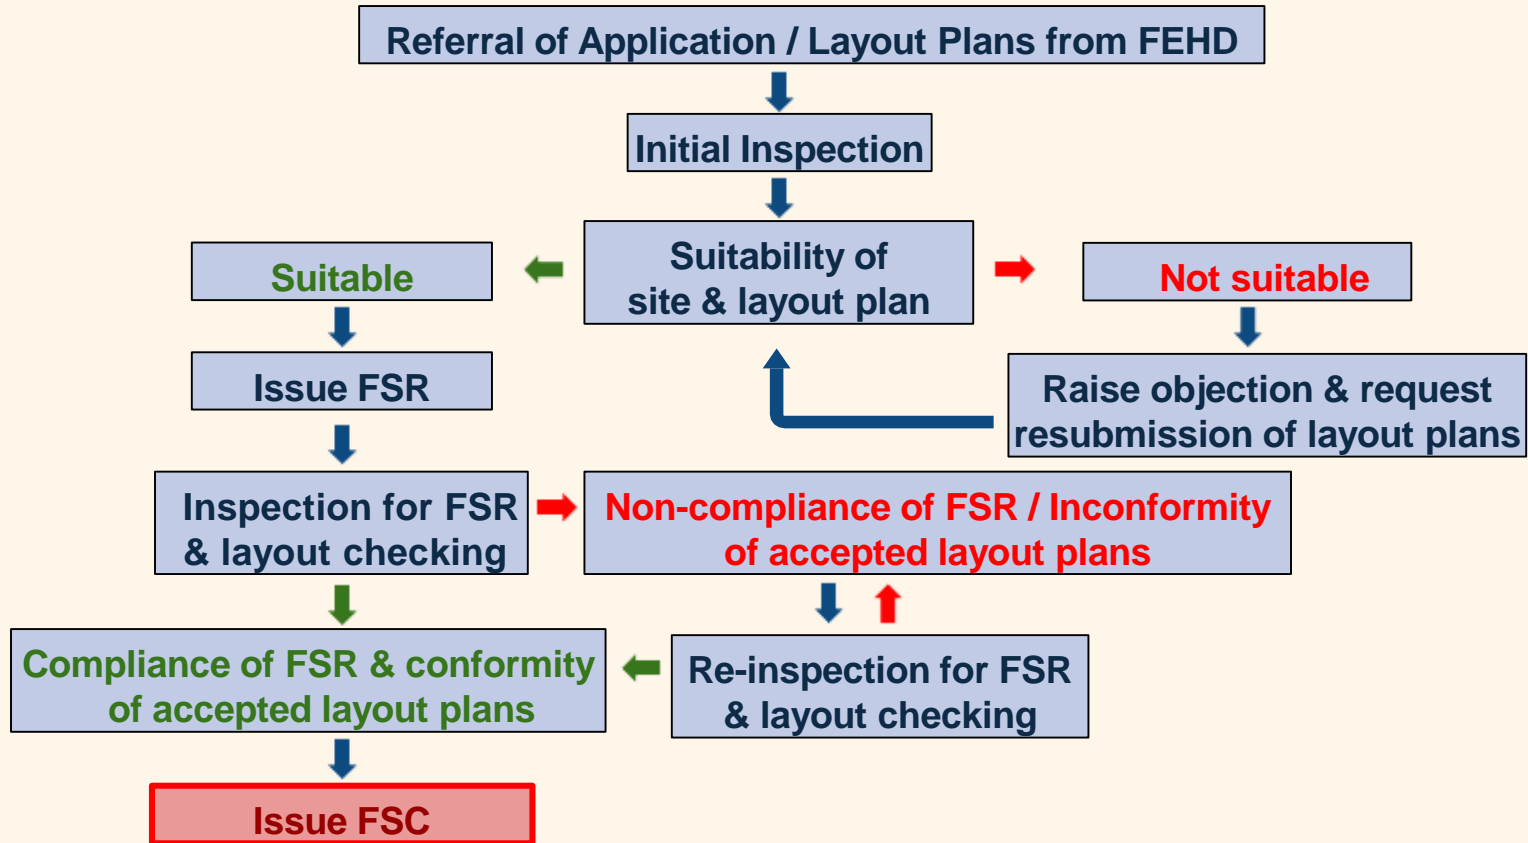 Referral of Application / Layout Plans from FEHD
Initial Inspection
Suitability of
site & layout plan
Suitable
Not suitable
Issue FSR
Raise objection & request
resubmission of layout plans
Inspection for FSR
& layout checking
Non-compliance of FSR / Inconformity
of accepted layout plans
Compliance of FSR & conformity
of accepted layout plans
Re-inspection for FSR
& layout checking
Issue FSC